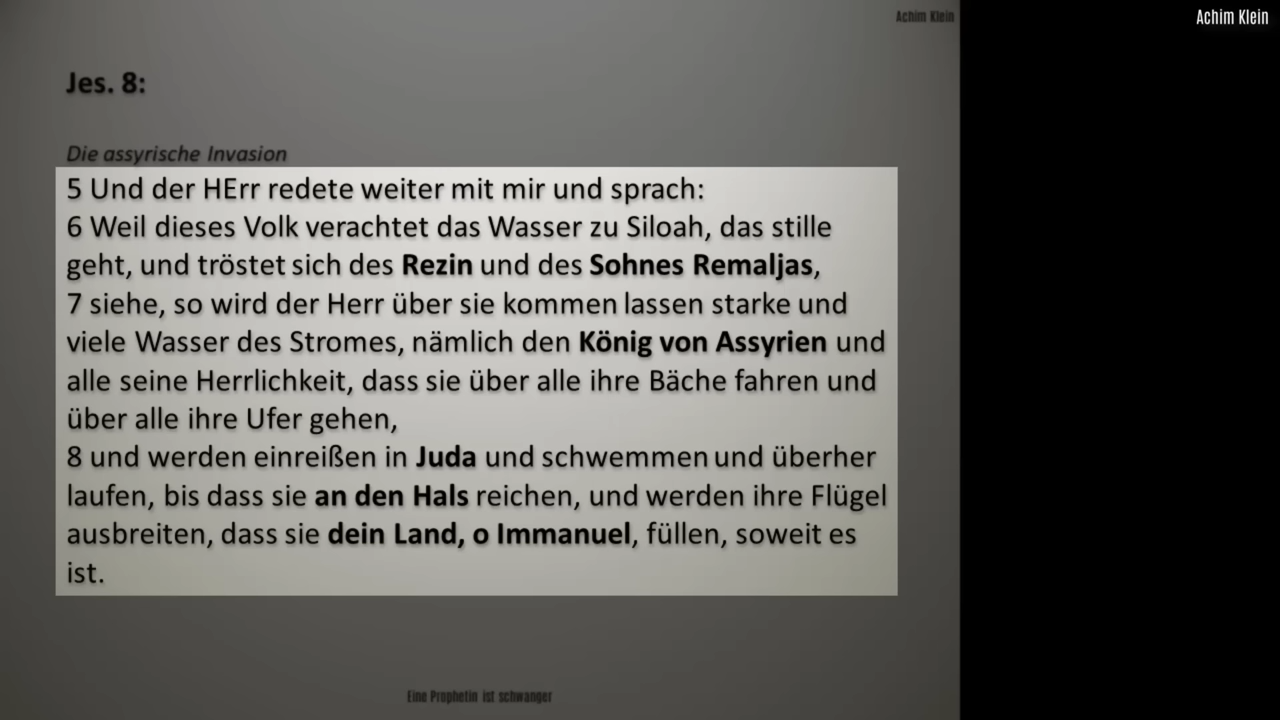 Achim Klein
Achim Klein
Jes. 8:
Die assyrische Invasion
5 Und der HErr redete weiter mit mir und sprach:
6 Weil dieses Volk verachtet das Wasser zu Siloah, das stille
geht, und tröstet sich des Rezin und des Sohnes Remaljas,
7 siehe, so wird der Herr über sie kommen lassen starke und
viele Wasser des Stromes, nämlich den König von Assyrien und
alle seine Herrlichkeit, dass sie über alle ihre Bäche fahren und
über alle ihre Ufer gehen,
8 und werden einreißen in Juda und schwemmen und überher
laufen, bis dass sie an den Hals reichen, und werden ihre Flügel
ausbreiten, dass sie dein Land, o Immanuel, füllen, soweit es
ist.
Eine Prophetin ist schwanger